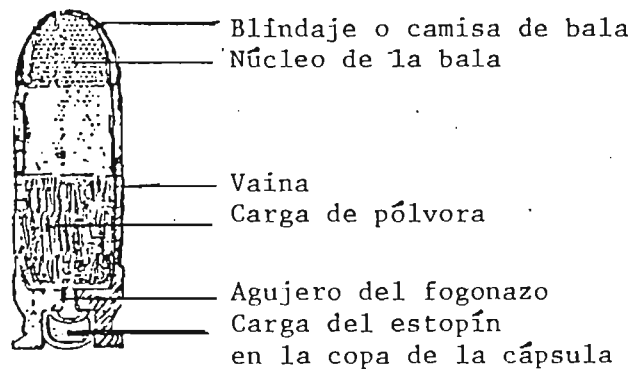 Blindaje o camisa de bala
Núcleo de la bala
Vaina
Carga de pólvora
Agujero del fogonazo
Carga del estopín
en la copa de la cápsula